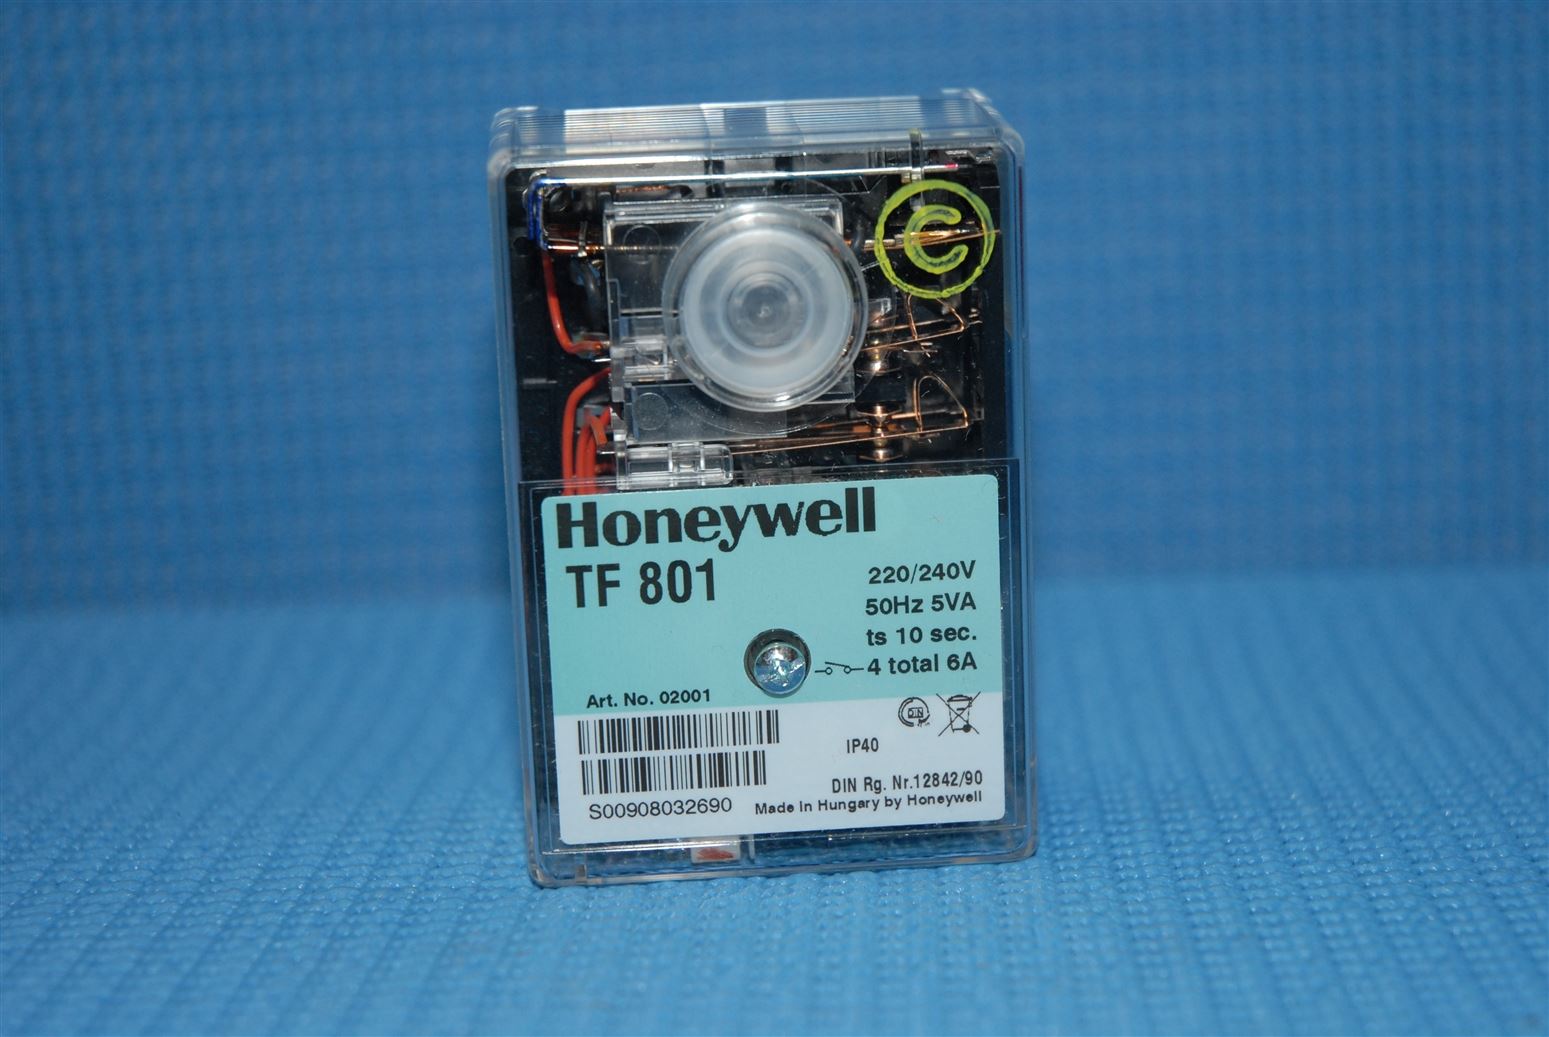 C
Honeywell
TF 801
220/240V
50Hz 5VA
ts 10 sec.
4 total 6A
Art. No. 02001
DIN
IP40
DIN Rg. Nr.12842/90
S00908032690
Made in Hungary by Honeywell